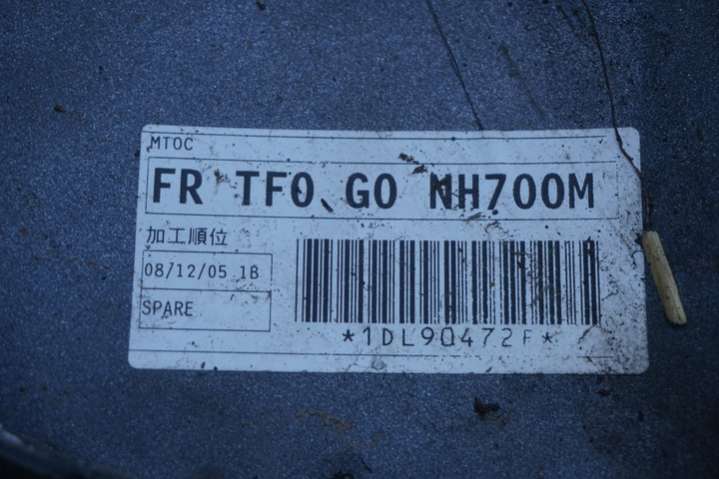 MTOC
FR TF0 G0 NH700M
加工順位
08/12/05 1B
SPARE
*1DL90472F*